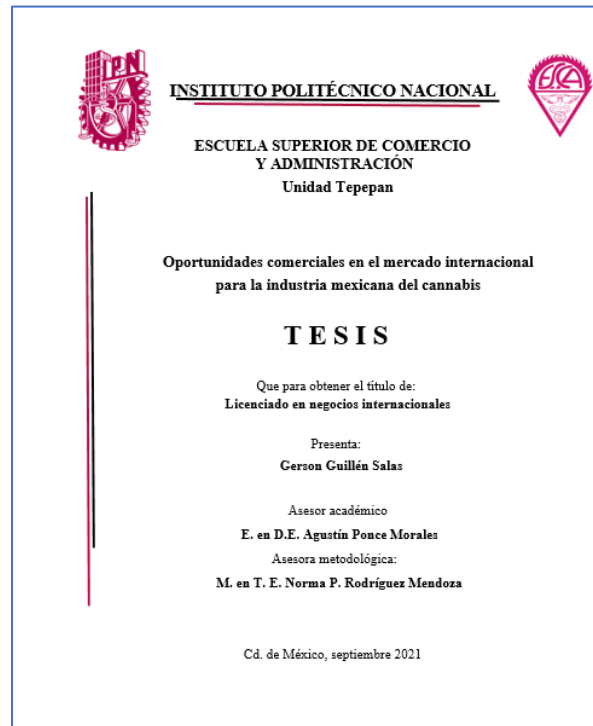 IPN
ESCA
INSTITUTO POLITÉCNICO NACIONAL
ESCUELA SUPERIOR DE COMERCIO
Y ADMINISTRACIÓN
Unidad Tepepan
Oportunidades comerciales en el mercado internacional
para la industria mexicana del cannabis
T E S I S
Que para obtener el título de:
Licenciado en negocios internacionales
Presenta:
Gerson Guillén Salas
Asesor académico
E. en D.E. Agustín Ponce Morales
Asesora metodológica:
M. en T. E. Norma P. Rodríguez Mendoza
Cd. de México, septiembre 2021